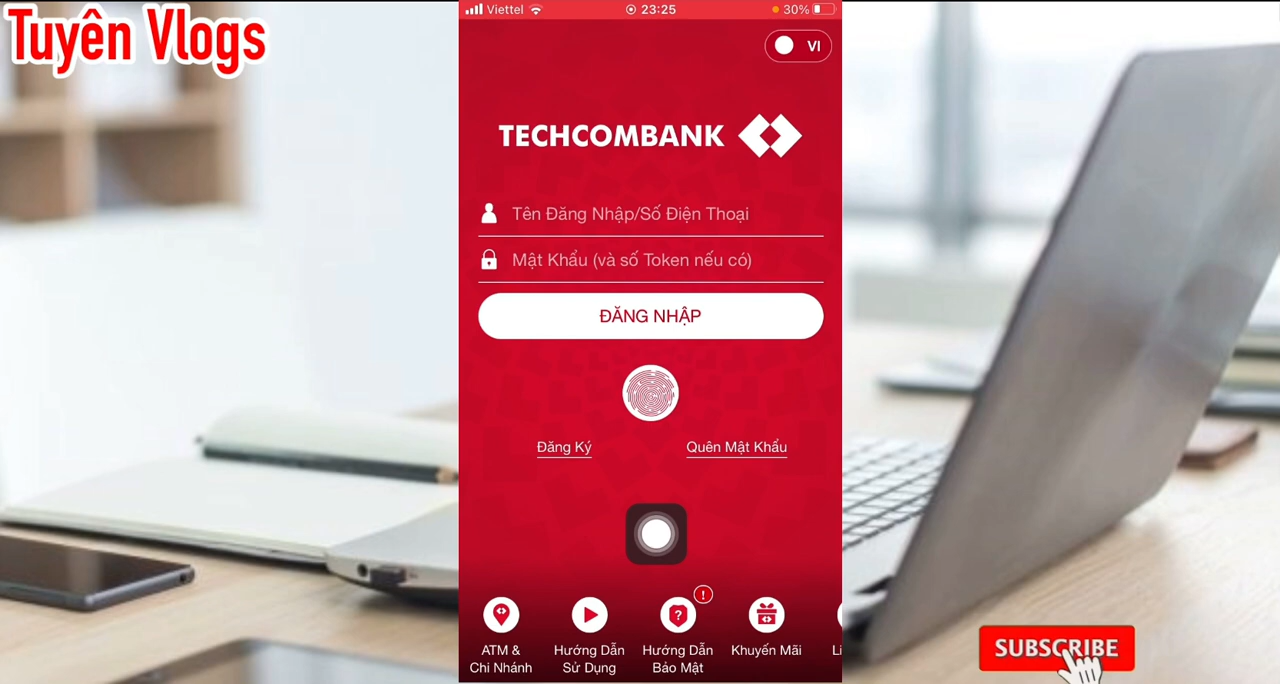 Tuyên Vlogs
Viettel
23:25
30%
VI
TECHCOMBANK
Tên Đăng Nhập/Số Điện Thoại
Mật Khẩu (và số Token nếu có)
ĐĂNG NHẬP
Đăng Ký
Quên Mật Khẩu
ATM &
Chi Nhánh
Hướng Dẫn
Sử Dụng
Hướng Dẫn
Bảo Mật
Khuyến Mãi
SUBSCRIBE